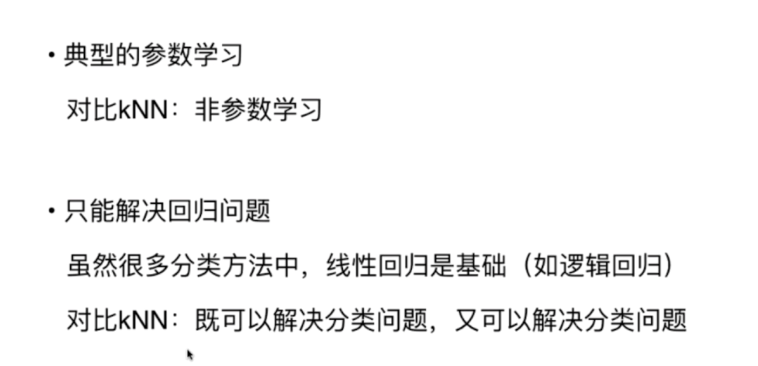 • 典型的参数学习
对比kNN：非参数学习
• 只能解决回归问题
虽然很多分类方法中，线性回归是基础（如逻辑回归）
对比kNN：既可以解决分类问题，又可以解决分类问题